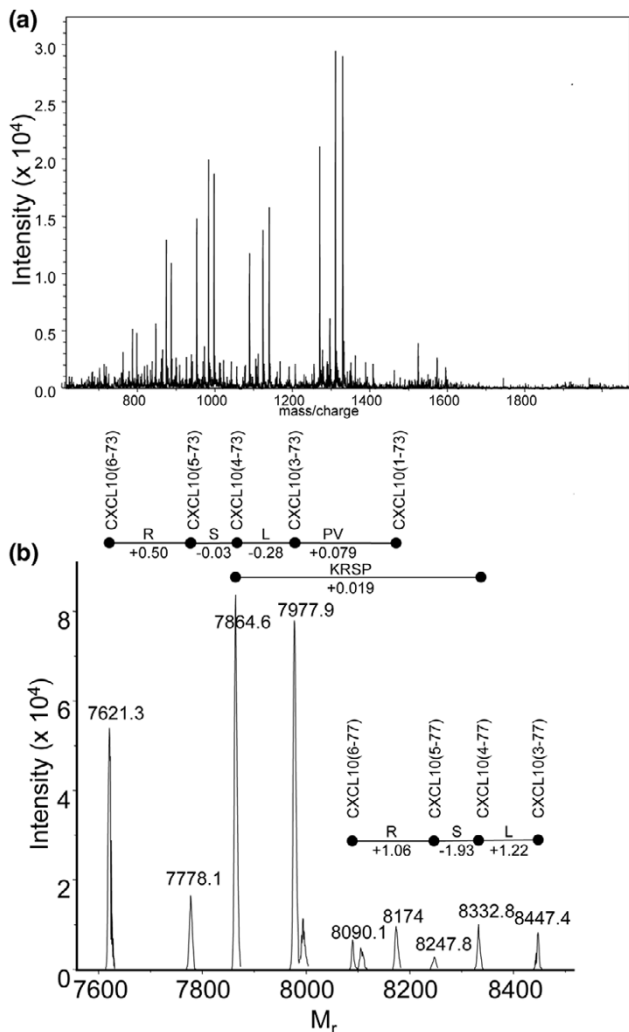 (a)
Intensity (x 10⁴)
3.0
2.5
2.0
1.5
1.0
0.5
0.0
800 1000 1200 1400 1600 1800
mass/charge
CXCL10(6-73)
CXCL10(5-73)
CXCL10(4-73)
CXCL10(3-73)
CXCL10(1-73)
R S L PV
+0.50 -0.03 -0.28 +0.079
(b)
KRSP
+0.019
Intensity (x 10⁴)
8
6
4
2
0
7621.3
7778.1
7864.6
7977.9
CXCL10(6-77)
CXCL10(5-77)
CXCL10(4-77)
CXCL10(3-77)
R S L
+1.06 -1.93 +1.22
8090.1
8174
8247.8
8332.8
8447.4
7600 7800 8000 8200 8400
Mr